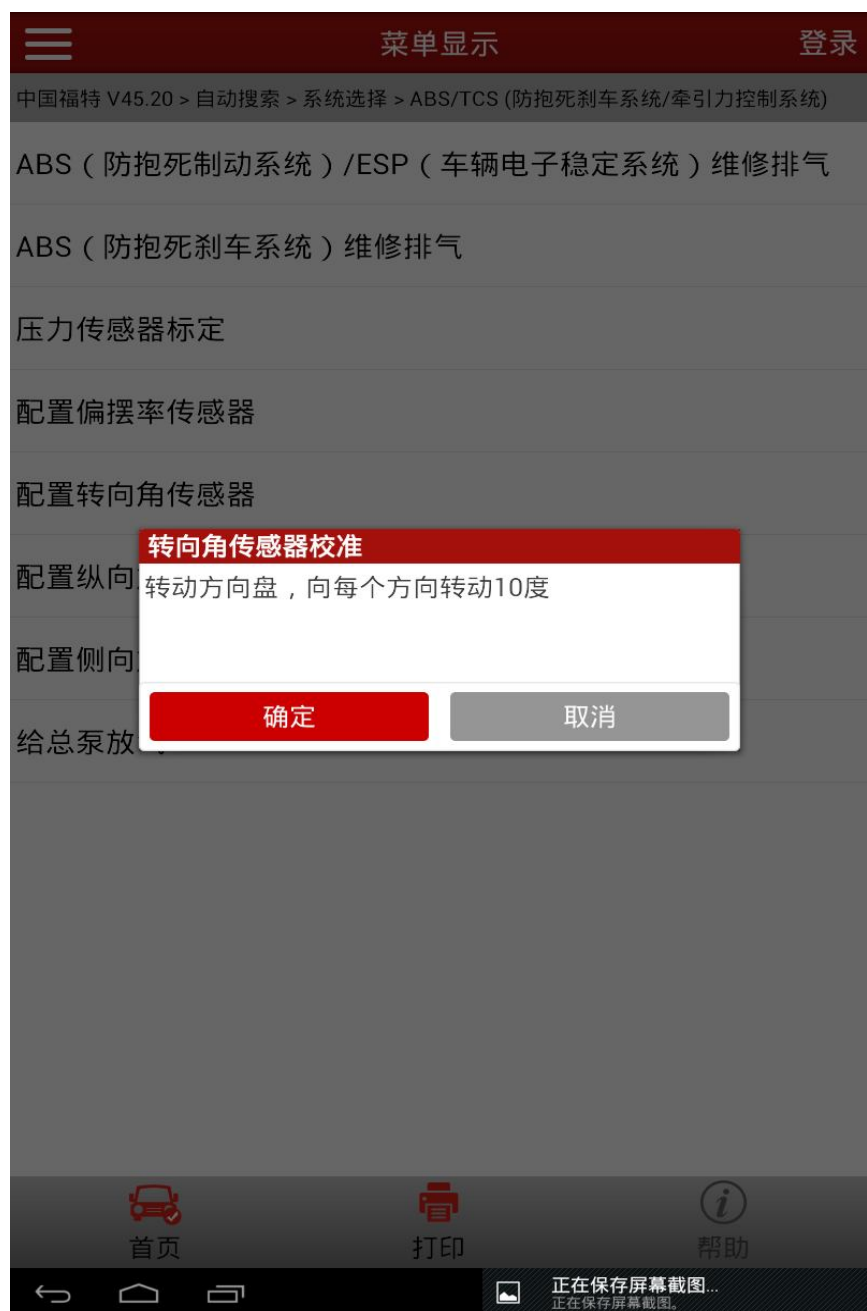 菜单显示
登录
中国福特 V45.20 > 自动搜索 > 系统选择 > ABS/TCS (防抱死刹车系统/牵引力控制系统)
ABS（防抱死制动系统）/ESP（车辆电子稳定系统）维修排气
ABS（防抱死刹车系统）维修排气
压力传感器标定
配置偏摆率传感器
配置转向角传感器
配置纵向
配置侧向
给总泵放
转向角传感器校准
转动方向盘，向每个方向转动10度
确定
取消
首页
打印
帮助
正在保存屏幕截图...
正在保存屏幕截图。